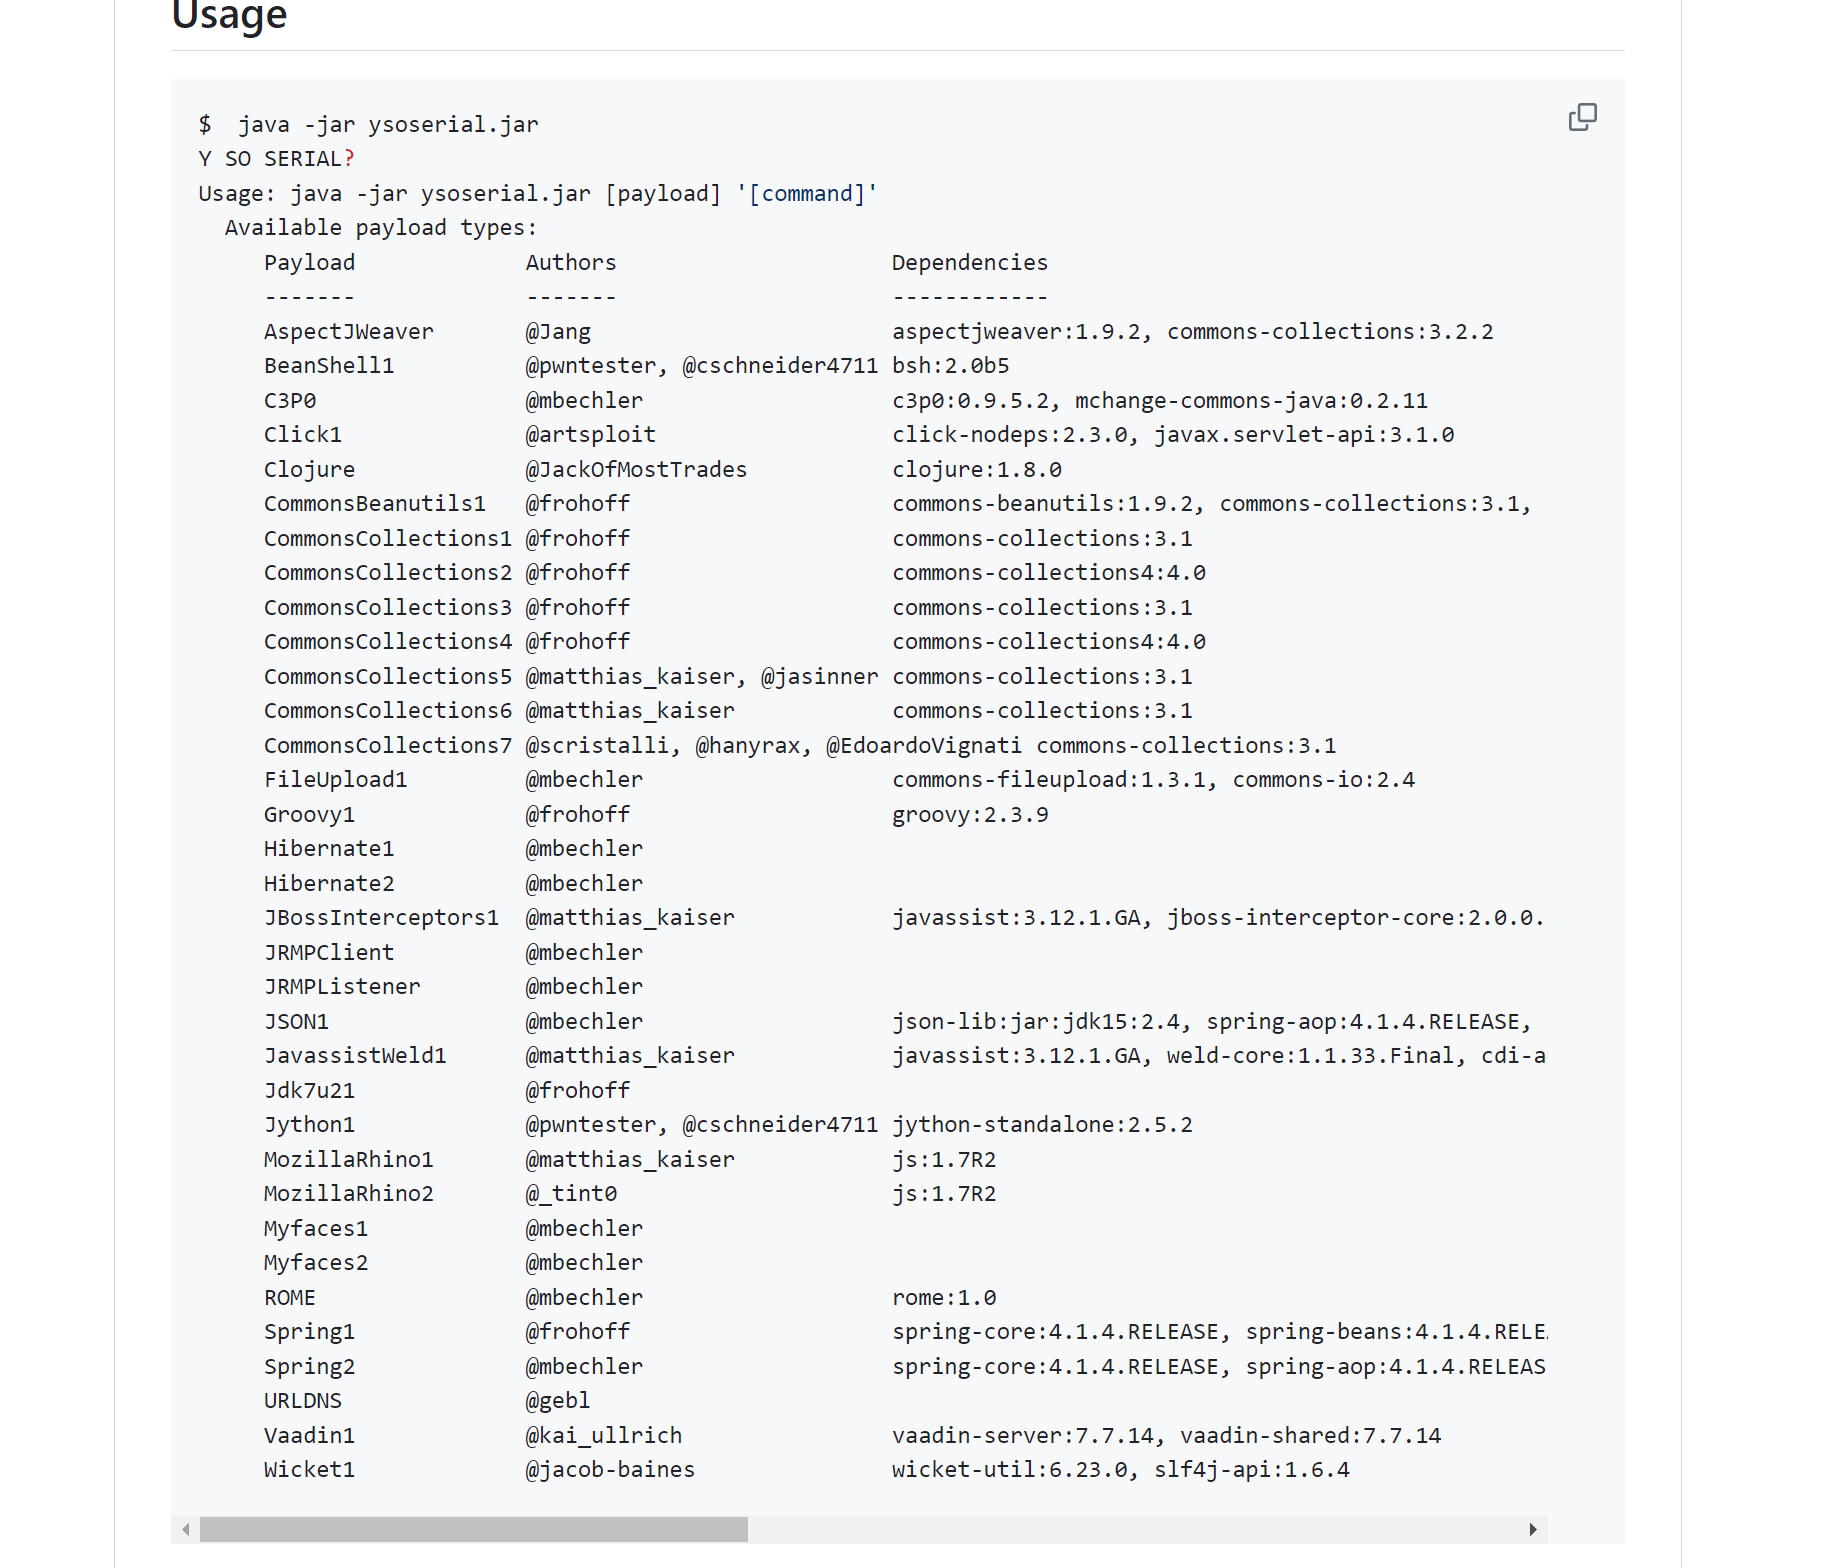 Usage
$  java -jar ysoserial.jar
Y SO SERIAL?
Usage: java -jar ysoserial.jar [payload] '[command]'
  Available payload types:
     Payload             Authors                     Dependencies
     -------             -------                     ------------
     AspectJWeaver       @Jang                       aspectjweaver:1.9.2, commons-collections:3.2.2
     BeanShell1          @pwntester, @cschneider4711 bsh:2.0b5
     C3P0                @mbechler                   c3p0:0.9.5.2, mchange-commons-java:0.2.11
     Click1              @artsploit                  click-nodeps:2.3.0, javax.servlet-api:3.1.0
     Clojure             @JackOfMostTrades           clojure:1.8.0
     CommonsBeanutils1   @frohoff                    commons-beanutils:1.9.2, commons-collections:3.1,
     CommonsCollections1 @frohoff                    commons-collections:3.1
     CommonsCollections2 @frohoff                    commons-collections4:4.0
     CommonsCollections3 @frohoff                    commons-collections:3.1
     CommonsCollections4 @frohoff                    commons-collections4:4.0
     CommonsCollections5 @matthias_kaiser, @jasinner commons-collections:3.1
     CommonsCollections6 @matthias_kaiser            commons-collections:3.1
     CommonsCollections7 @scristalli, @hanyrax, @EdoardoVignati commons-collections:3.1
     FileUpload1         @mbechler                   commons-fileupload:1.3.1, commons-io:2.4
     Groovy1             @frohoff                    groovy:2.3.9
     Hibernate1          @mbechler
     Hibernate2          @mbechler
     JBossInterceptors1  @matthias_kaiser            javassist:3.12.1.GA, jboss-interceptor-core:2.0.0.
     JRMPClient          @mbechler
     JRMPListener        @mbechler
     JSON1               @mbechler                   json-lib:jar:jdk15:2.4, spring-aop:4.1.4.RELEASE,
     JavassistWeld1      @matthias_kaiser            javassist:3.12.1.GA, weld-core:1.1.33.Final, cdi-a
     Jdk7u21             @frohoff
     Jython1             @pwntester, @cschneider4711 jython-standalone:2.5.2
     MozillaRhino1       @matthias_kaiser            js:1.7R2
     MozillaRhino2       @_tint0                     js:1.7R2
     Myfaces1            @mbechler
     Myfaces2            @mbechler
     ROME                @mbechler                   rome:1.0
     Spring1             @frohoff                    spring-core:4.1.4.RELEASE, spring-beans:4.1.4.RELE
     Spring2             @mbechler                   spring-core:4.1.4.RELEASE, spring-aop:4.1.4.RELEAS
     URLDNS              @gebl
     Vaadin1             @kai_ullrich                vaadin-server:7.7.14, vaadin-shared:7.7.14
     Wicket1             @jacob-baines               wicket-util:6.23.0, slf4j-api:1.6.4